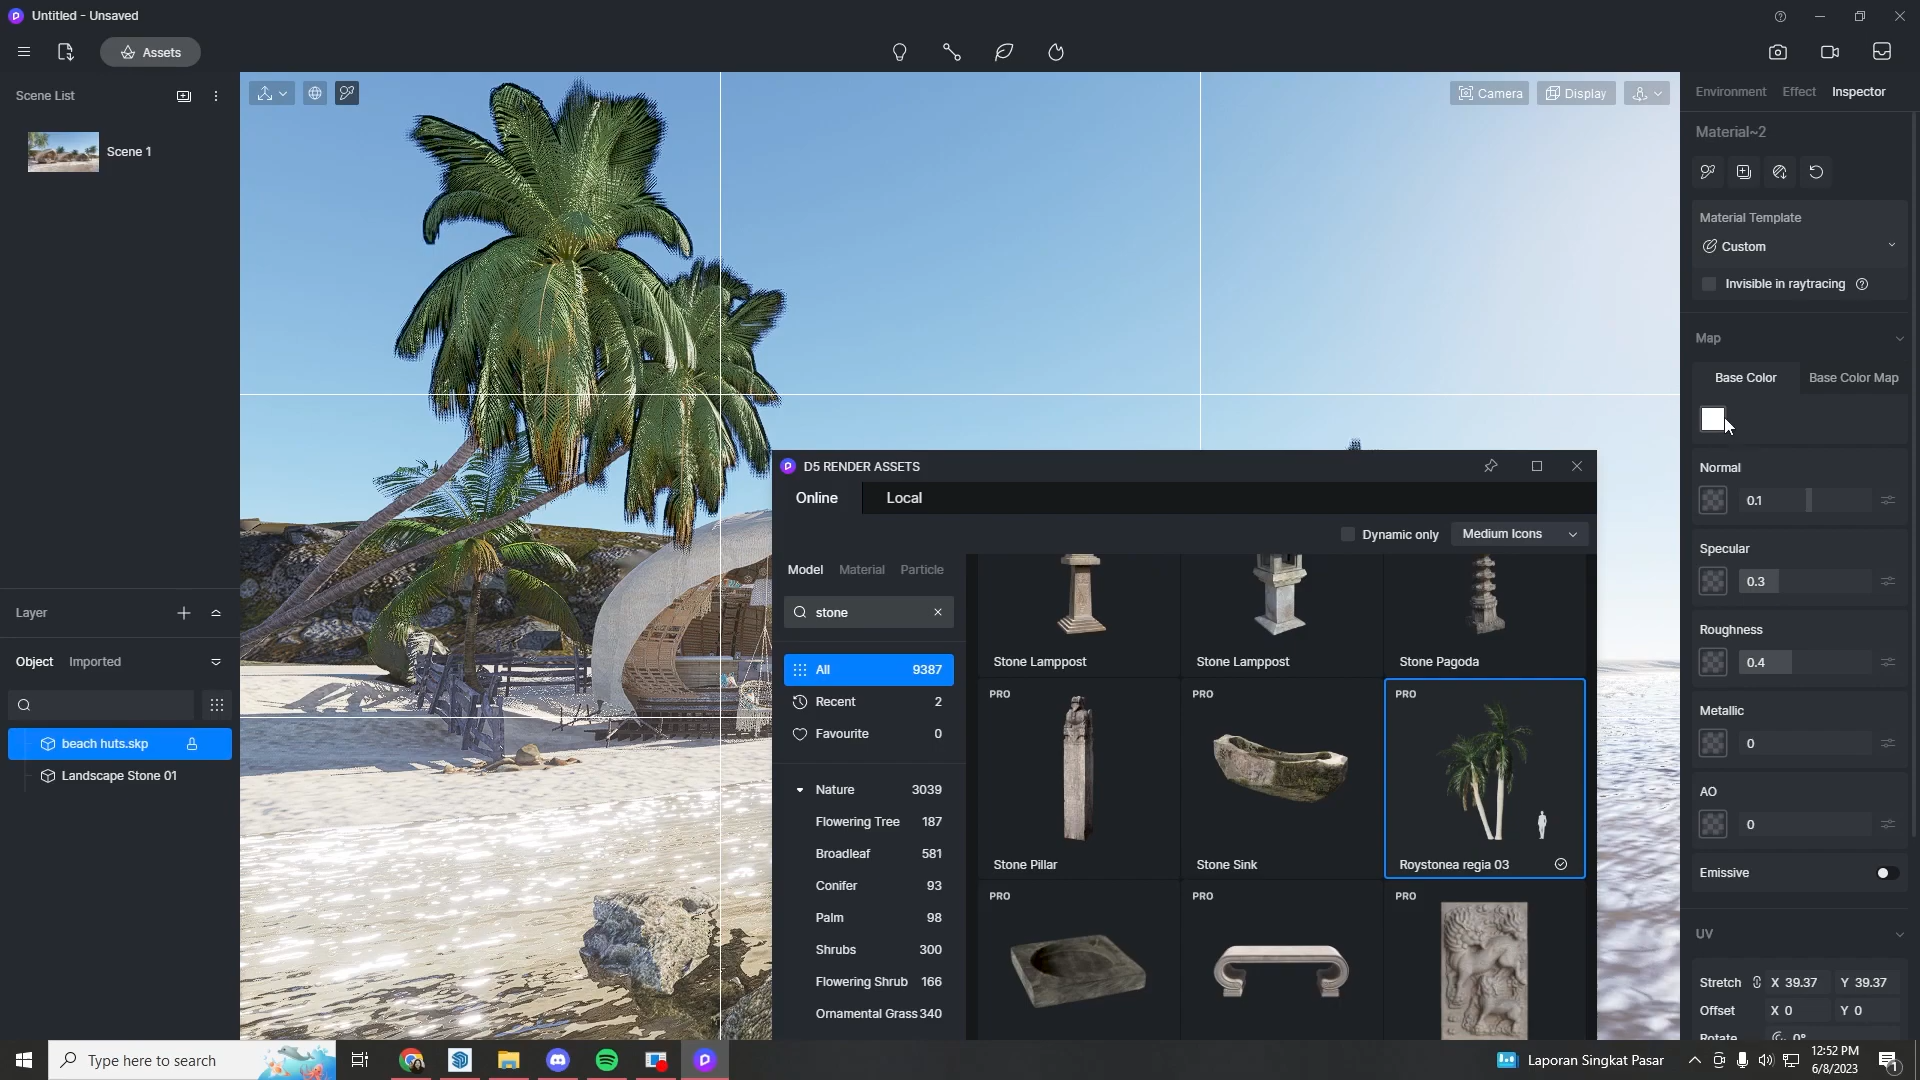 Untitled - Unsaved
Assets
Scene List
Scene 1
Camera
Display
Environment
Effect
Inspector
Material~2
Material Template
Custom
Invisible in raytracing
Map
Base Color
Base Color Map
Normal
0.1
Specular
0.3
Roughness
0.4
Metallic
0
AO
0
Emissive
UV
Stretch
X 39.37
Y 39.37
Offset
X 0
Y 0
Rotate
0°
Layer
Object
Imported
beach huts.skp
Landscape Stone 01
D5 RENDER ASSETS
Online
Local
Dynamic only
Medium Icons
Model
Material
Particle
stone
All 9387
Recent 2
Favourite 0
Nature 3039
Flowering Tree 187
Broadleaf 581
Conifer 93
Palm 98
Shrubs 300
Flowering Shrub 166
Ornamental Grass 340
Stone Lamppost
Stone Lamppost
Stone Pagoda
PRO
PRO
PRO
Stone Pillar
Stone Sink
Roystonea regia 03
PRO
PRO
PRO
Type here to search
Laporan Singkat Pasar
12:52 PM
6/8/2023
1